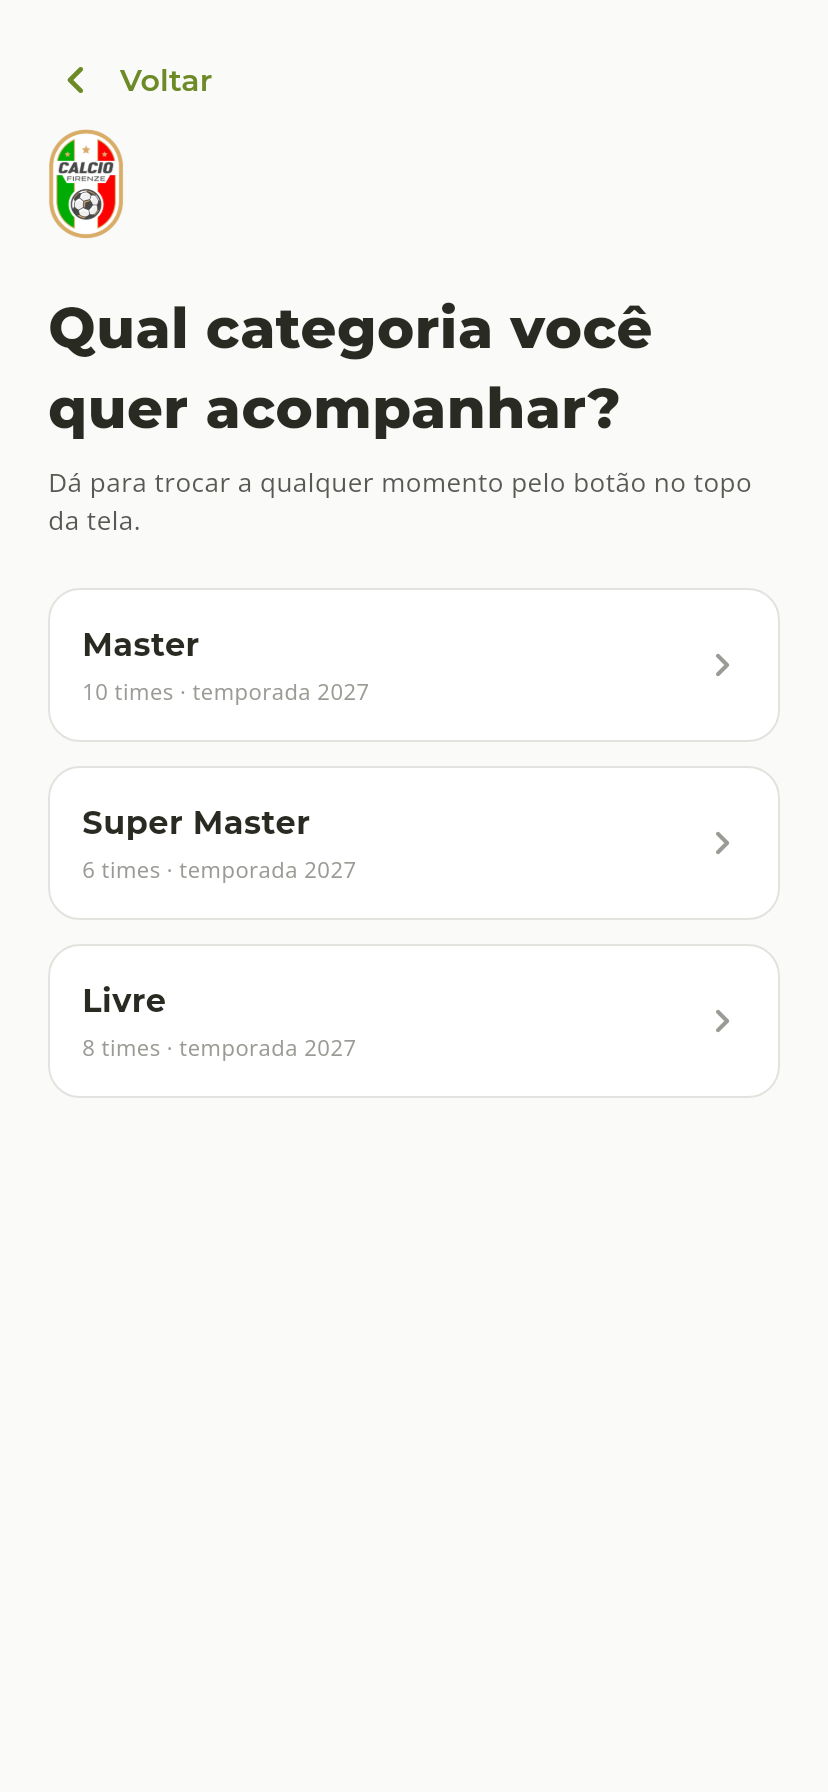 Voltar
CALCIO
FIRENZE
Qual categoria você
quer acompanhar?
Dá para trocar a qualquer momento pelo botão no topo
da tela.
Master
10 times · temporada 2027
Super Master
6 times · temporada 2027
Livre
8 times · temporada 2027